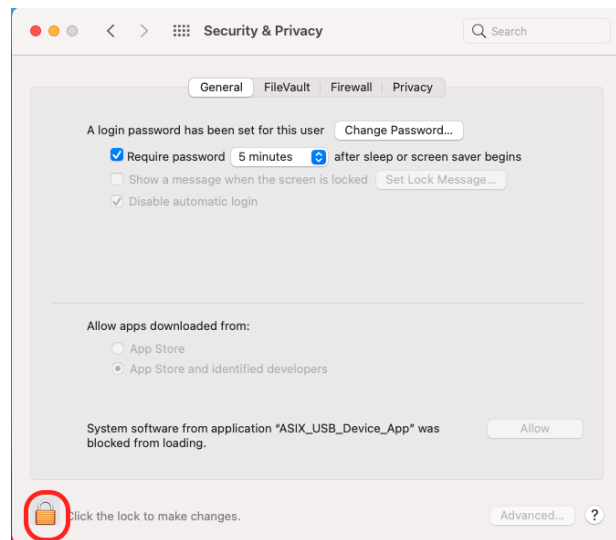 Security & Privacy
Search
General FileVault Firewall Privacy
A login password has been set for this user Change Password...
Require password 5 minutes after sleep or screen saver begins
Show a message when the screen is locked Set Lock Message...
Disable automatic login
Allow apps downloaded from:
App Store
App Store and identified developers
System software from application “ASIX_USB_Device_App” was
blocked from loading.
Allow
Click the lock to make changes.
Advanced...
?